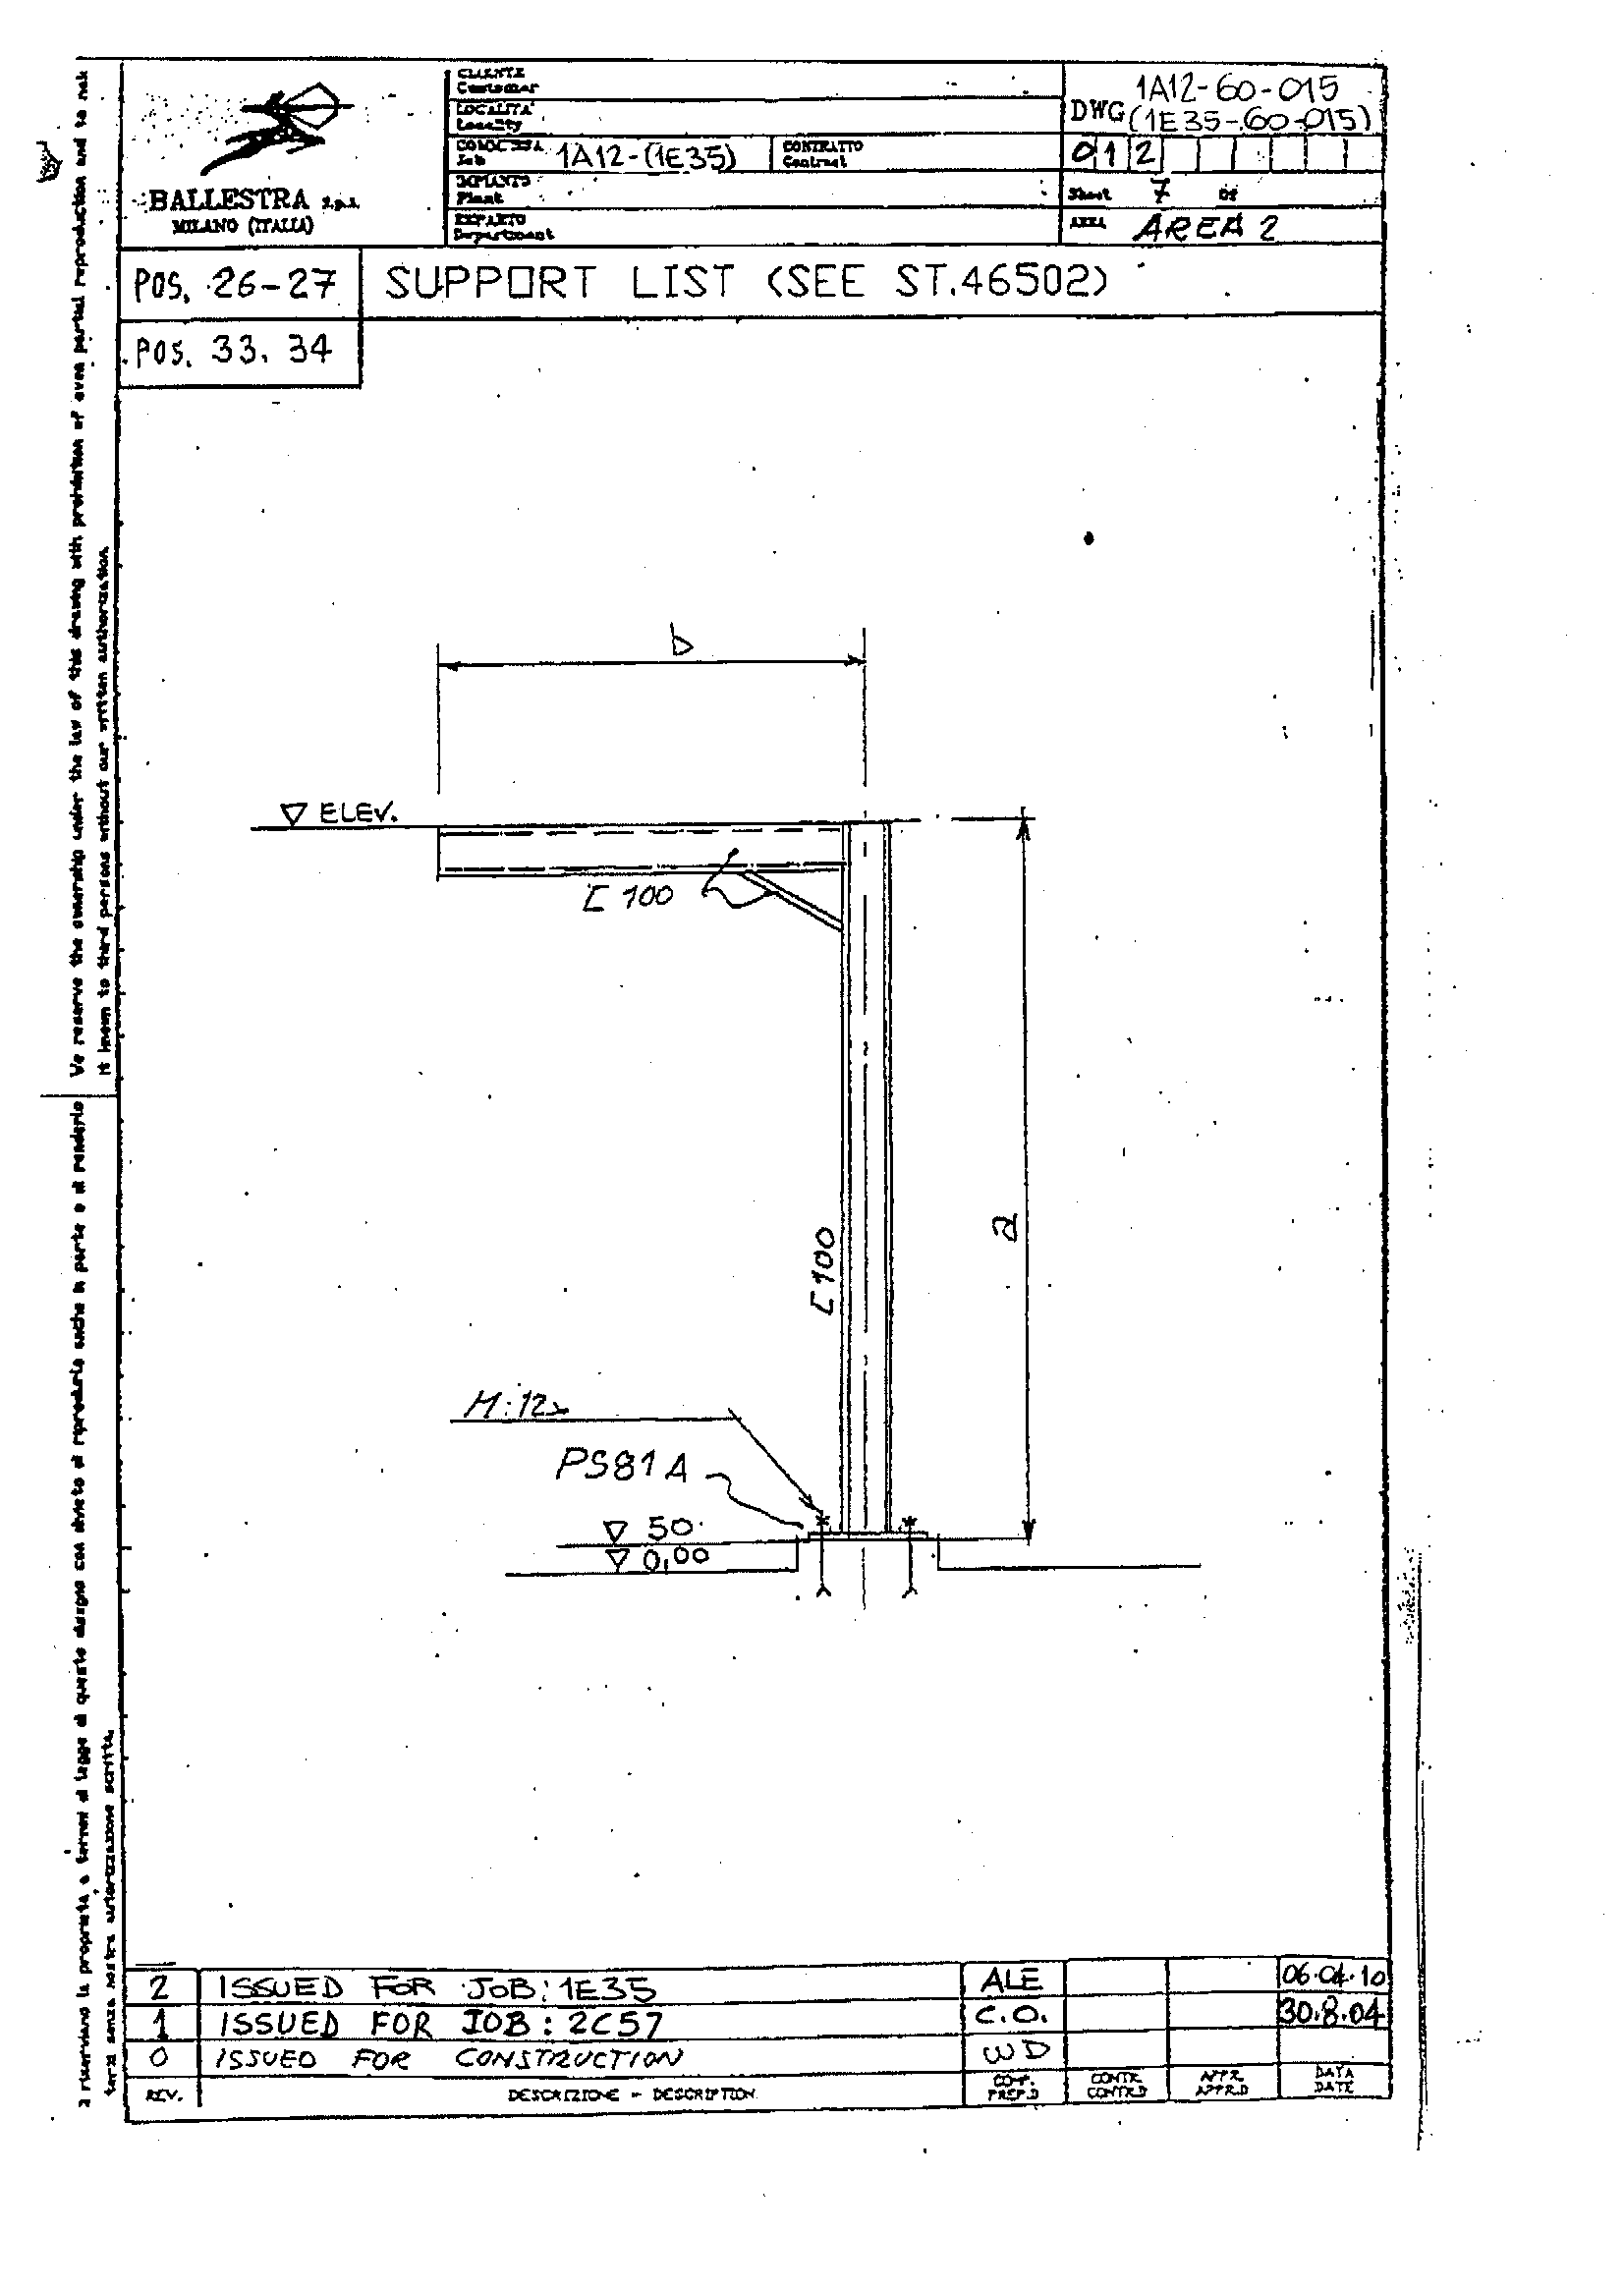 BALLESTRA s.p.a.
MILANO (ITALIA)
CLIENTE
Customer
LOCALITA'
Locality
COMMESSA
Job
1A12-(1E35)
CONTRATTO
Contract
IMPIANTO
Plant
REPARTO
Department
1A12-60-015
DWG (1E35-60-015)
0 1 2
Sheet 7 OF
AREA AREA 2
POS. 26-27
SUPPORT LIST (SEE ST.46502)
POS. 33. 34
b
ELEV.
[ 100
a
[ 100
M:12x
PS81A
50
0,00
We reserve the ownership under the law of this drawing with prohibition of even partial reproduction and to mak
it known to third persons without our written authorization.
riserviamo la proprietà a termini di legge di questo disegno con divieto di riprodurlo anche in parte o di renderlo
terzi senza nostra autorizzazione scritta.
2 ISSUED FOR JOB: 1E35 ALE 06.04.10
1 ISSUED FOR JOB: 2C57 C.O. 30.8.04
0 ISSUED FOR CONSTRUCTION WD
REV. DESCRIZIONE - DESCRIPTION
PREP.D
CONTR.
CONTR.D
APPR.
APPR.D
DATA
DATE